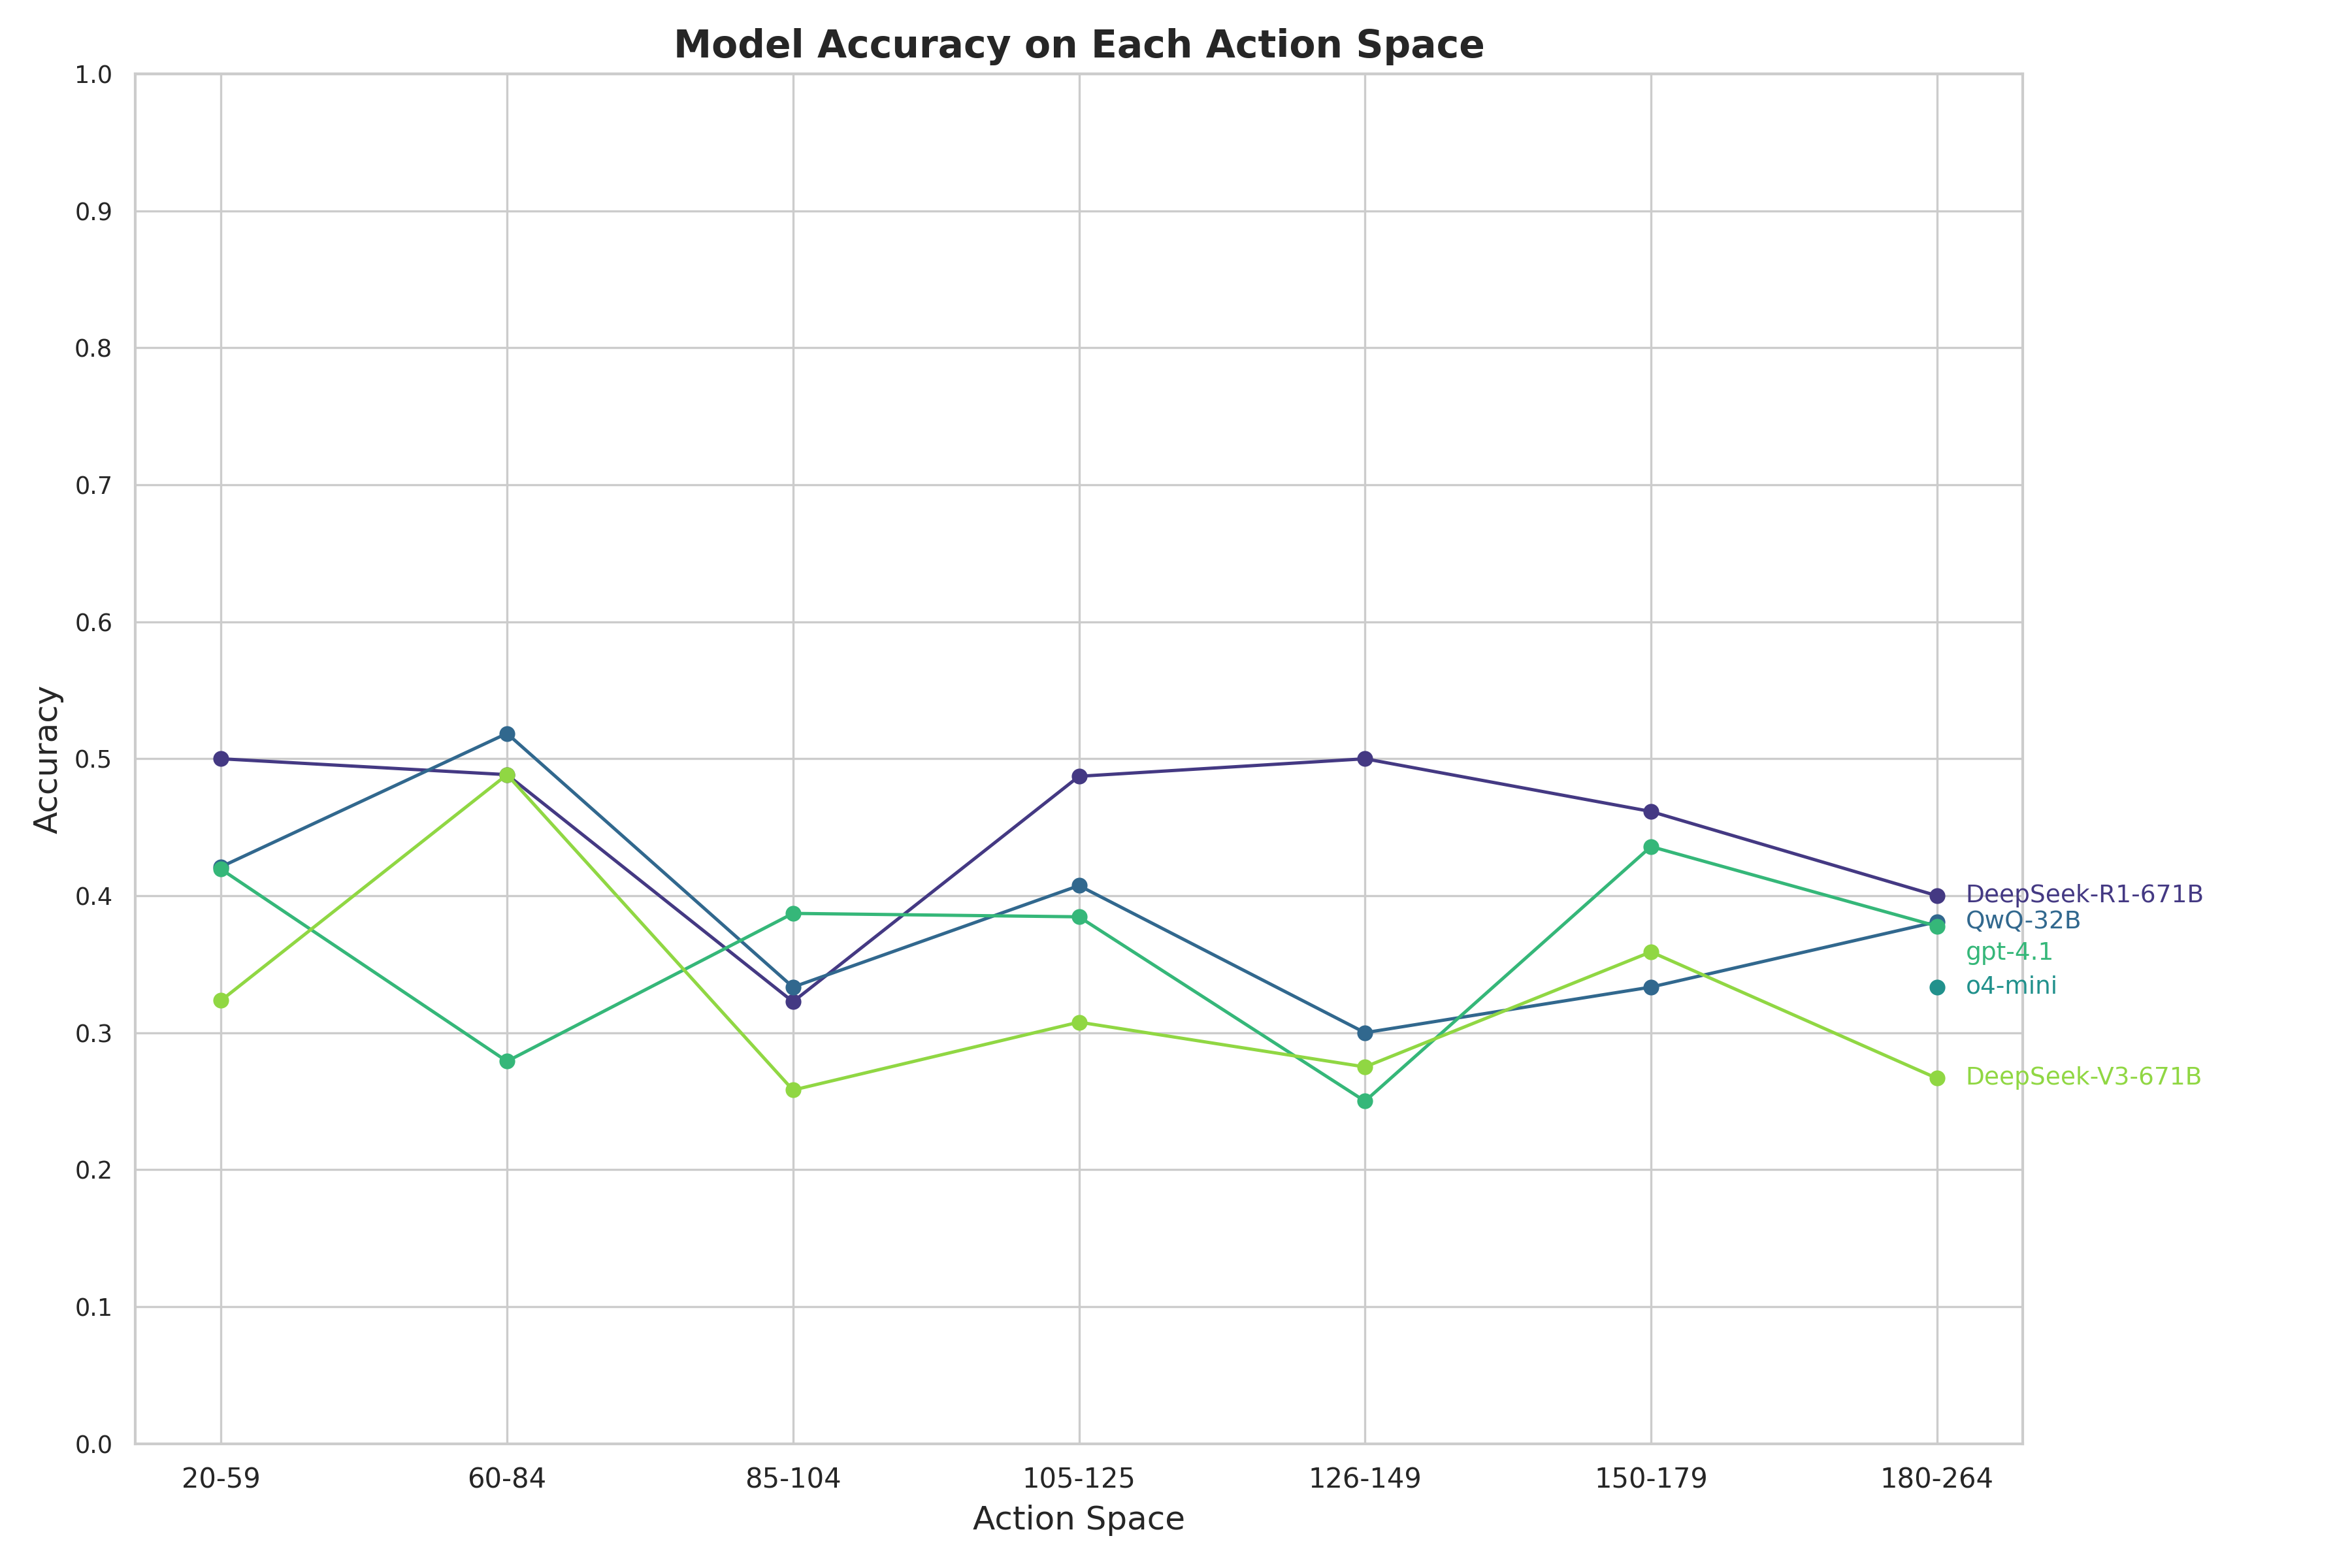 Model Accuracy on Each Action Space
1.0
0.9
0.8
0.7
0.6
0.5
0.4
0.3
0.2
0.1
0.0
Accuracy
DeepSeek-R1-671B
QwQ-32B
gpt-4.1
o4-mini
DeepSeek-V3-671B
20-59 60-84 85-104 105-125 126-149 150-179 180-264
Action Space